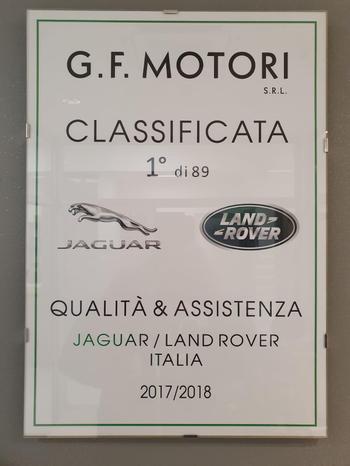 G.F. MOTORI
S.R.L.
CLASSIFICATA
1° di 89
JAGUAR
LAND
ROVER
QUALITÀ & ASSISTENZA
JAGUAR / LAND ROVER
ITALIA
2017/2018